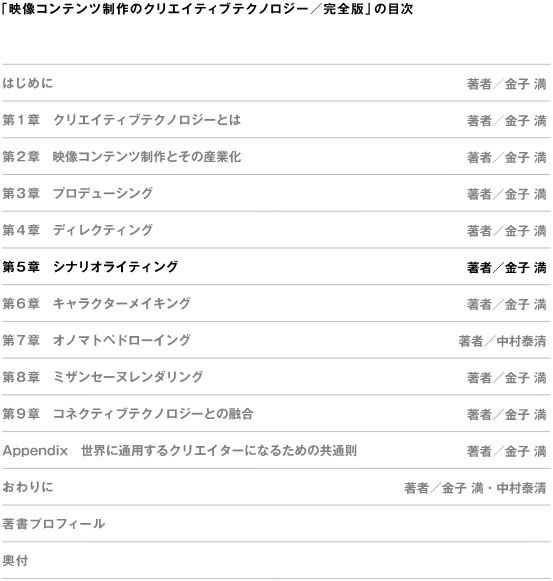 「映像コンテンツ制作のクリエイティブテクノロジー／完全版」の目次
はじめに 著者／金子 満
第１章 クリエイティブテクノロジーとは 著者／金子 満
第２章 映像コンテンツ制作とその産業化 著者／金子 満
第３章 プロデューシング 著者／金子 満
第４章 ディレクティング 著者／金子 満
第５章 シナリオライティング 著者／金子 満
第６章 キャラクターメイキング 著者／金子 満
第７章 オノマトペドローイング 著者／中村泰清
第８章 ミザンセーヌレンダリング 著者／金子 満
第９章 コネクティブテクノロジーとの融合 著者／金子 満
Appendix 世界に通用するクリエイターになるための共通則 著者／金子 満
おわりに 著者／金子 満・中村泰清
著書プロフィール
奥付